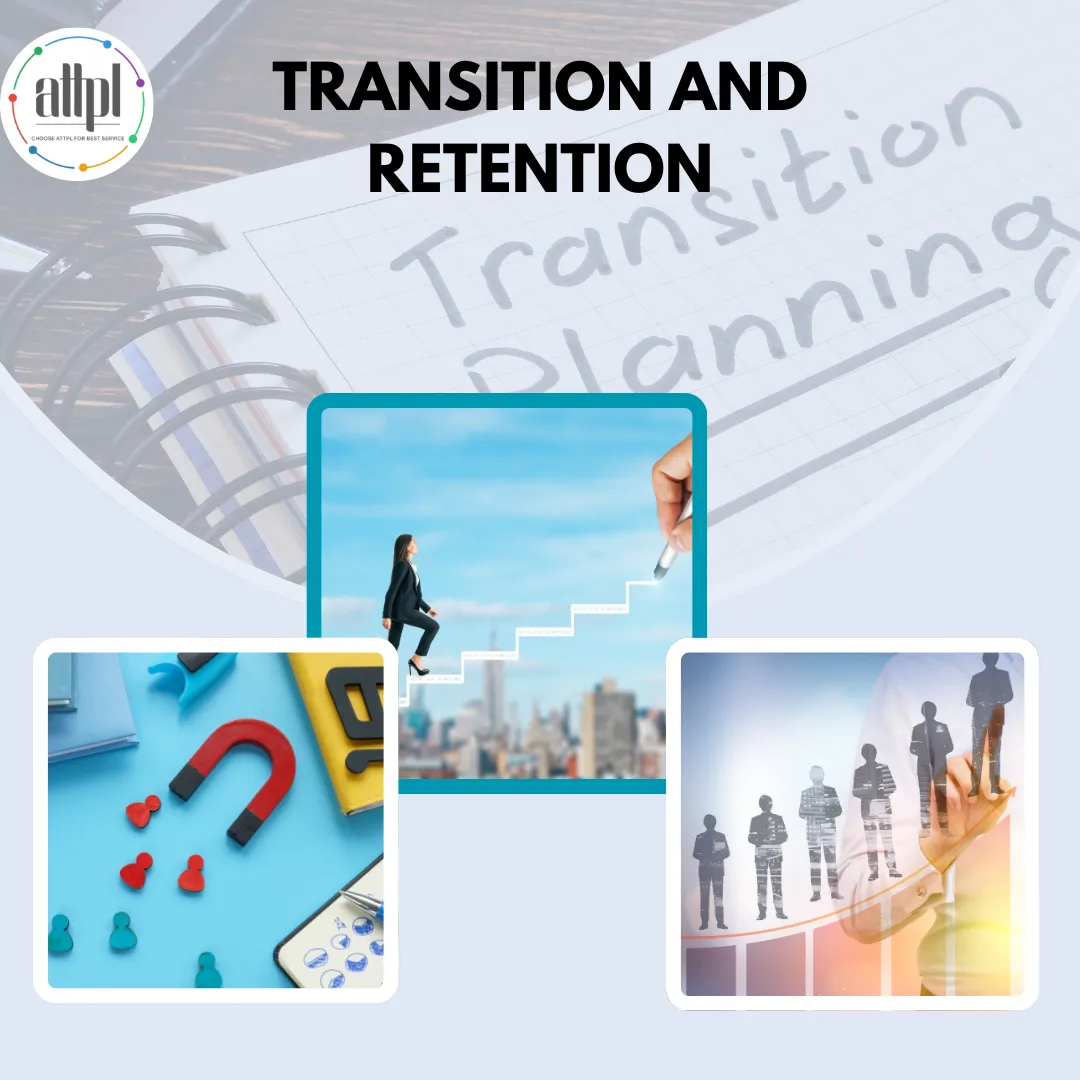 attpl
CHOOSE ATTPL FOR BEST SERVICE
TRANSITION AND
RETENTION
Transition
Planning